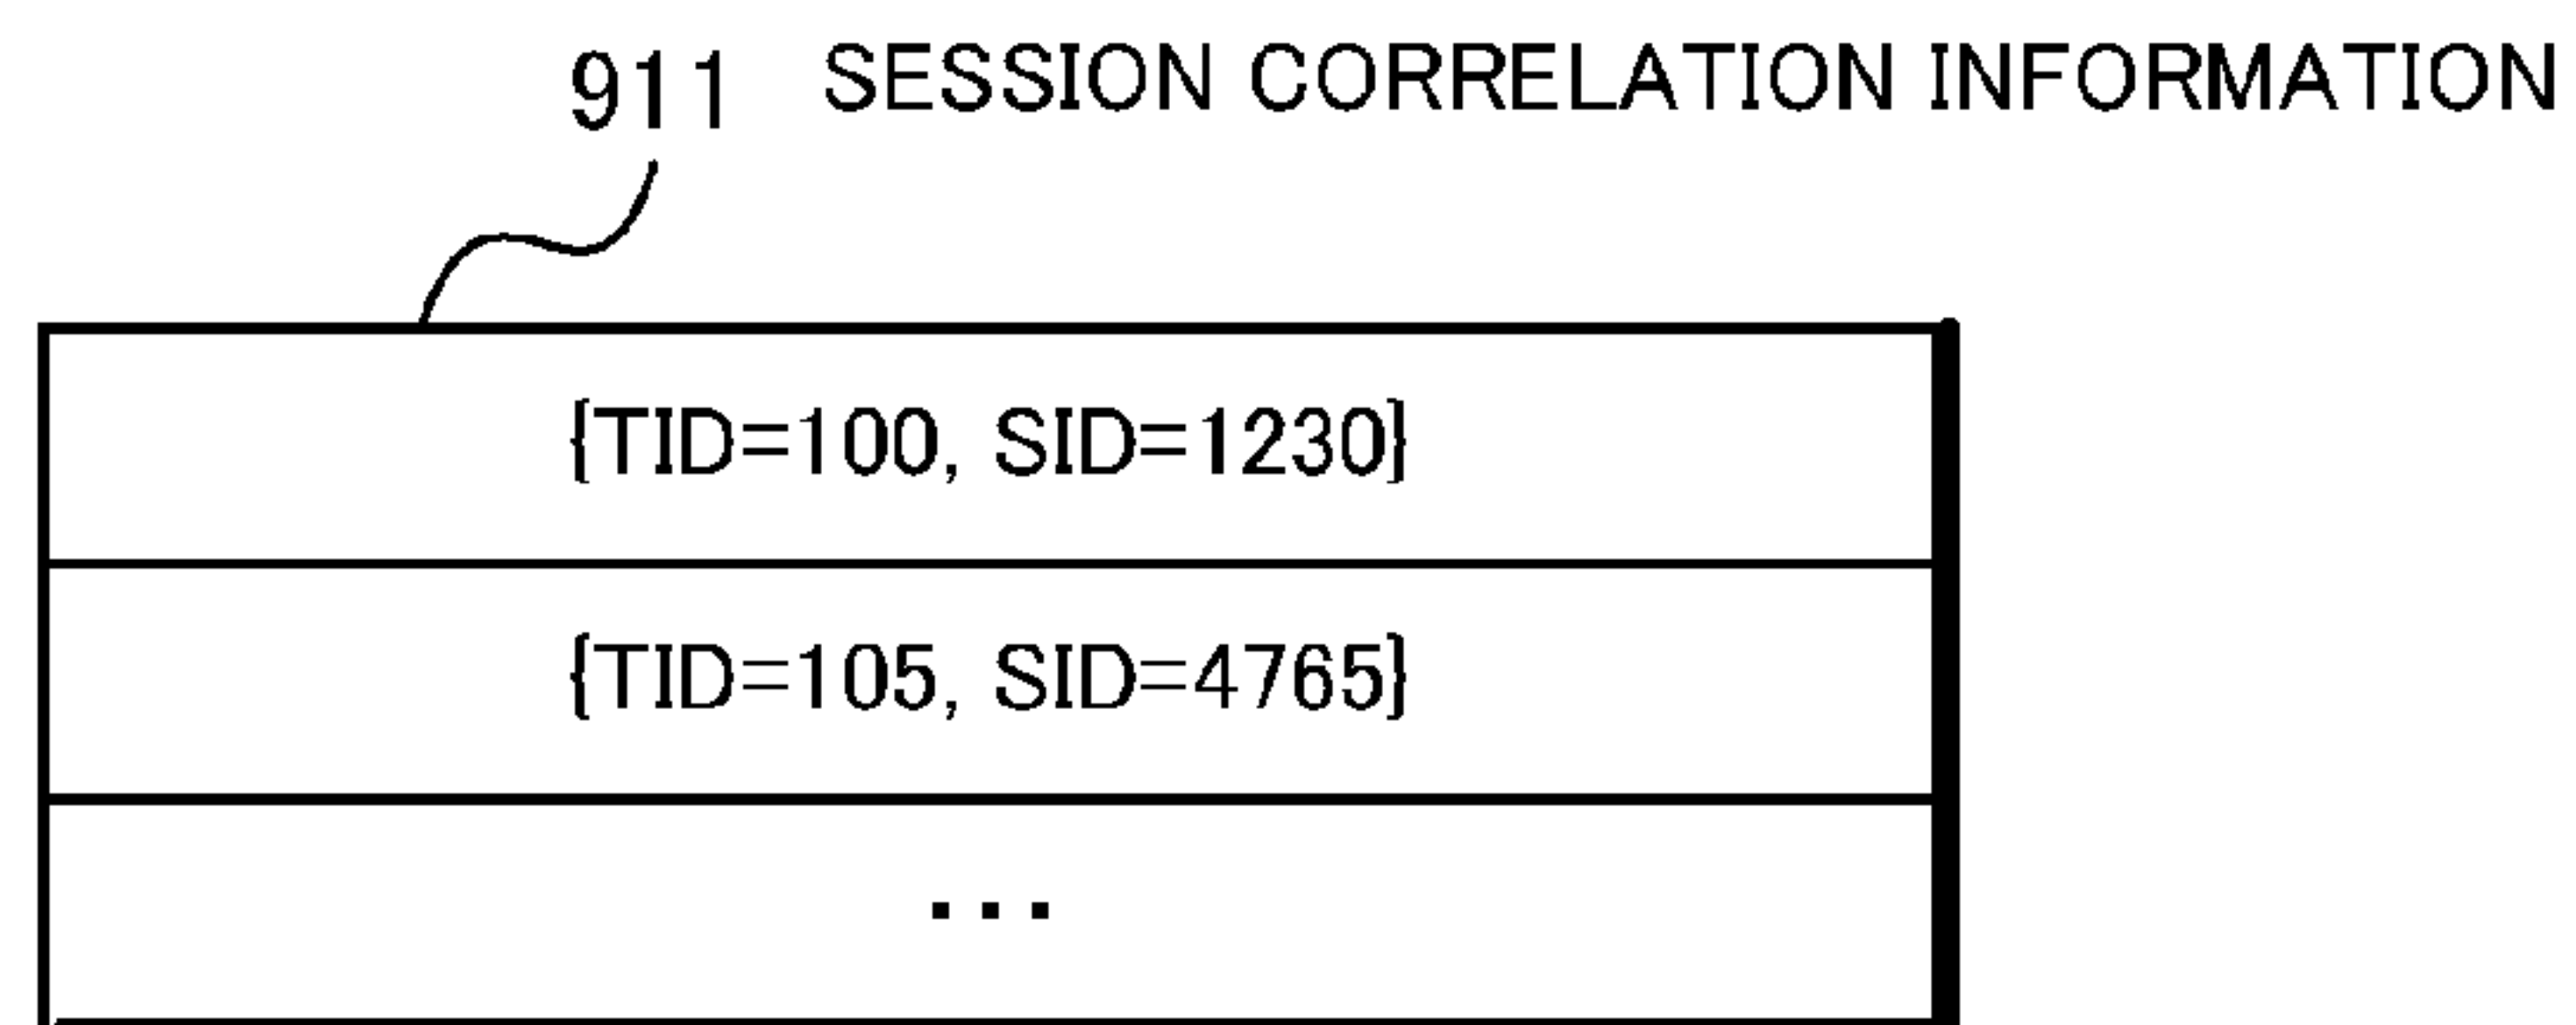 911 SESSION CORRELATION INFORMATION
{TID=100, SID=1230}
{TID=105, SID=4765}
...